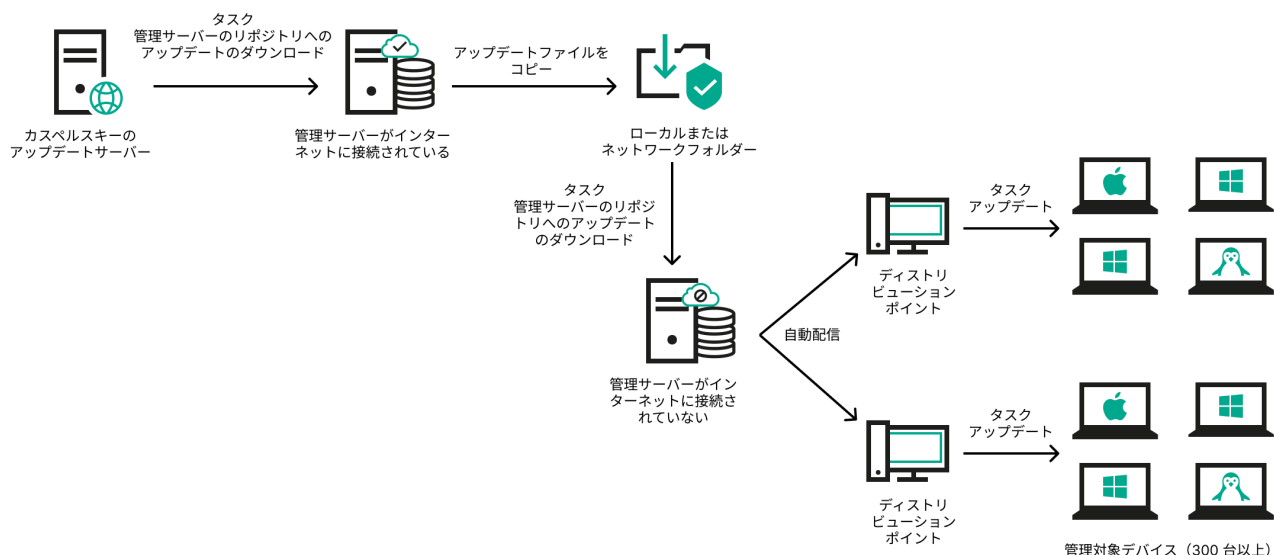 タスク
管理サーバーのリポジトリへの
アップデートのダウンロード
カスペルスキーの
アップデートサーバー
管理サーバーがインター
ネットに接続されている
アップデートファイルを
コピー
ローカルまたは
ネットワークフォルダー
タスク
管理サーバーのリポジ
トリへのアップデート
のダウンロード
管理サーバーがイン
ターネットに接続さ
れていない
自動配信
ディストリ
ビューション
ポイント
タスク
アップデート
ディストリ
ビューション
ポイント
タスク
アップデート
管理対象デバイス（300 台以上）